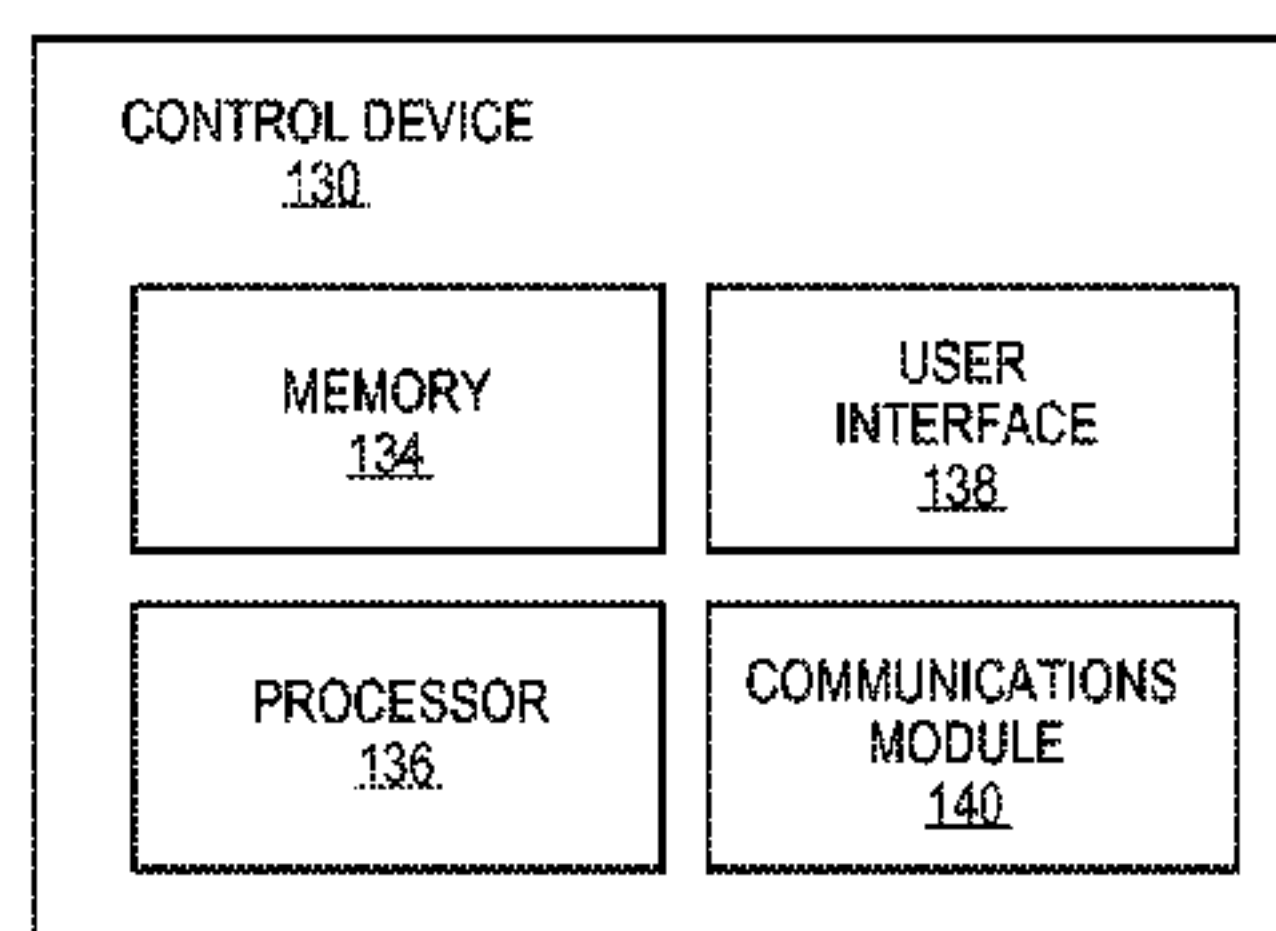 CONTROL DEVICE
130
MEMORY
134
USER
INTERFACE
138
PROCESSOR
136
COMMUNICATIONS
MODULE
140